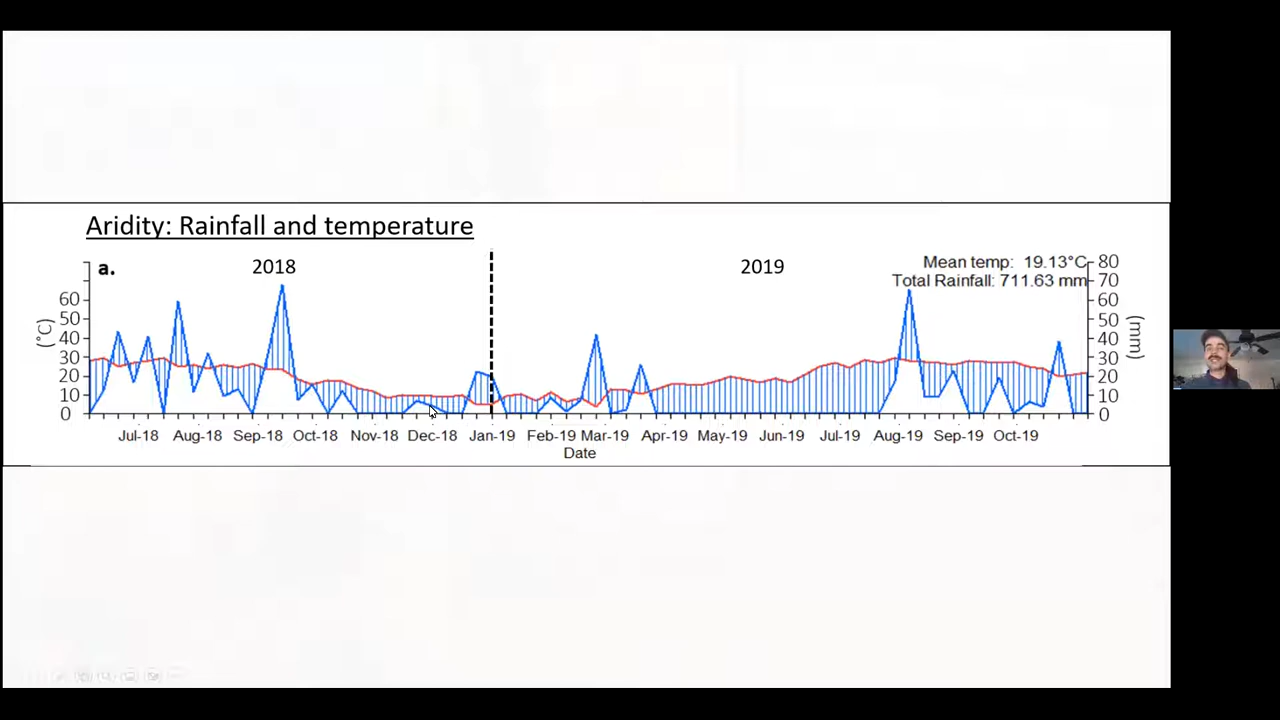 Aridity: Rainfall and temperature
a.
2018
2019
Mean temp: 19.13°C
Total Rainfall: 711.63 mm
(°C)
60
50
40
30
20
10
0
80
70
60
50
40
30
20
10
0
(mm)
Jul-18 Aug-18 Sep-18 Oct-18 Nov-18 Dec-18 Jan-19 Feb-19 Mar-19 Apr-19 May-19 Jun-19 Jul-19 Aug-19 Sep-19 Oct-19
Date